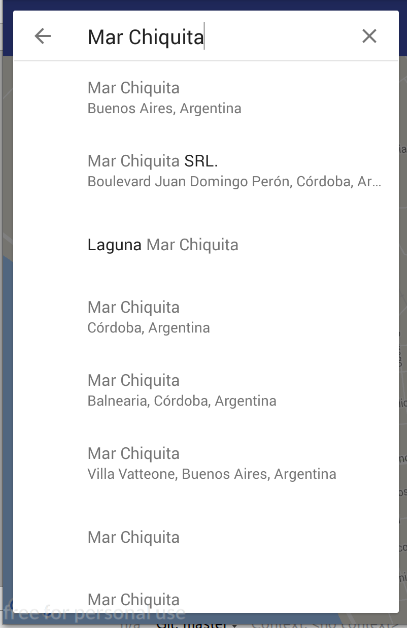 Mar Chiquita
Mar Chiquita
Buenos Aires, Argentina
Mar Chiquita SRL.
Boulevard Juan Domingo Perón, Córdoba, Ar...
Laguna Mar Chiquita
Mar Chiquita
Córdoba, Argentina
Mar Chiquita
Balnearia, Córdoba, Argentina
Mar Chiquita
Villa Vatteone, Buenos Aires, Argentina
Mar Chiquita
Mar Chiquita
free for personal use